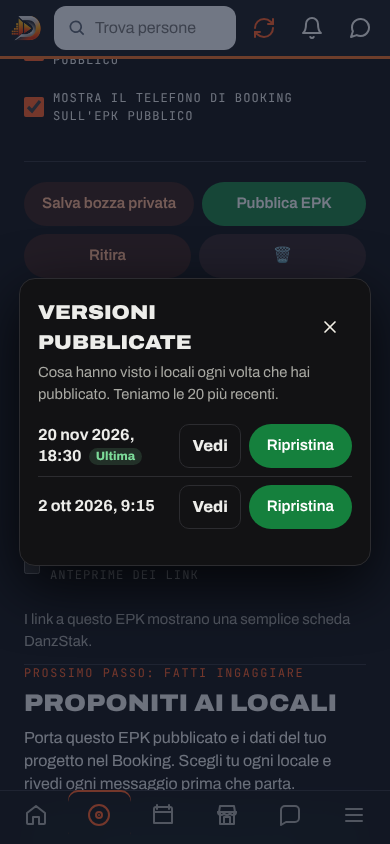 Trova persone
PUBBLICO
MOSTRA IL TELEFONO DI BOOKING
SULL'EPK PUBBLICO
Salva bozza privata
Pubblica EPK
Ritira
VERSIONI
PUBBLICATE
Cosa hanno visto i locali ogni volta che hai
pubblicato. Teniamo le 20 più recenti.
20 nov 2026,
18:30 Ultima
Vedi
Ripristina
2 ott 2026, 9:15
Vedi
Ripristina
ANTEPRIME DEI LINK
I link a questo EPK mostrano una semplice scheda
DanzStak.
PROSSIMO PASSO: FATTI INGAGGIARE
PROPONITI AI LOCALI
Porta questo EPK pubblicato e i dati del tuo
progetto nel Booking. Scegli tu ogni locale e
rivedi ogni messaggio prima che parta.